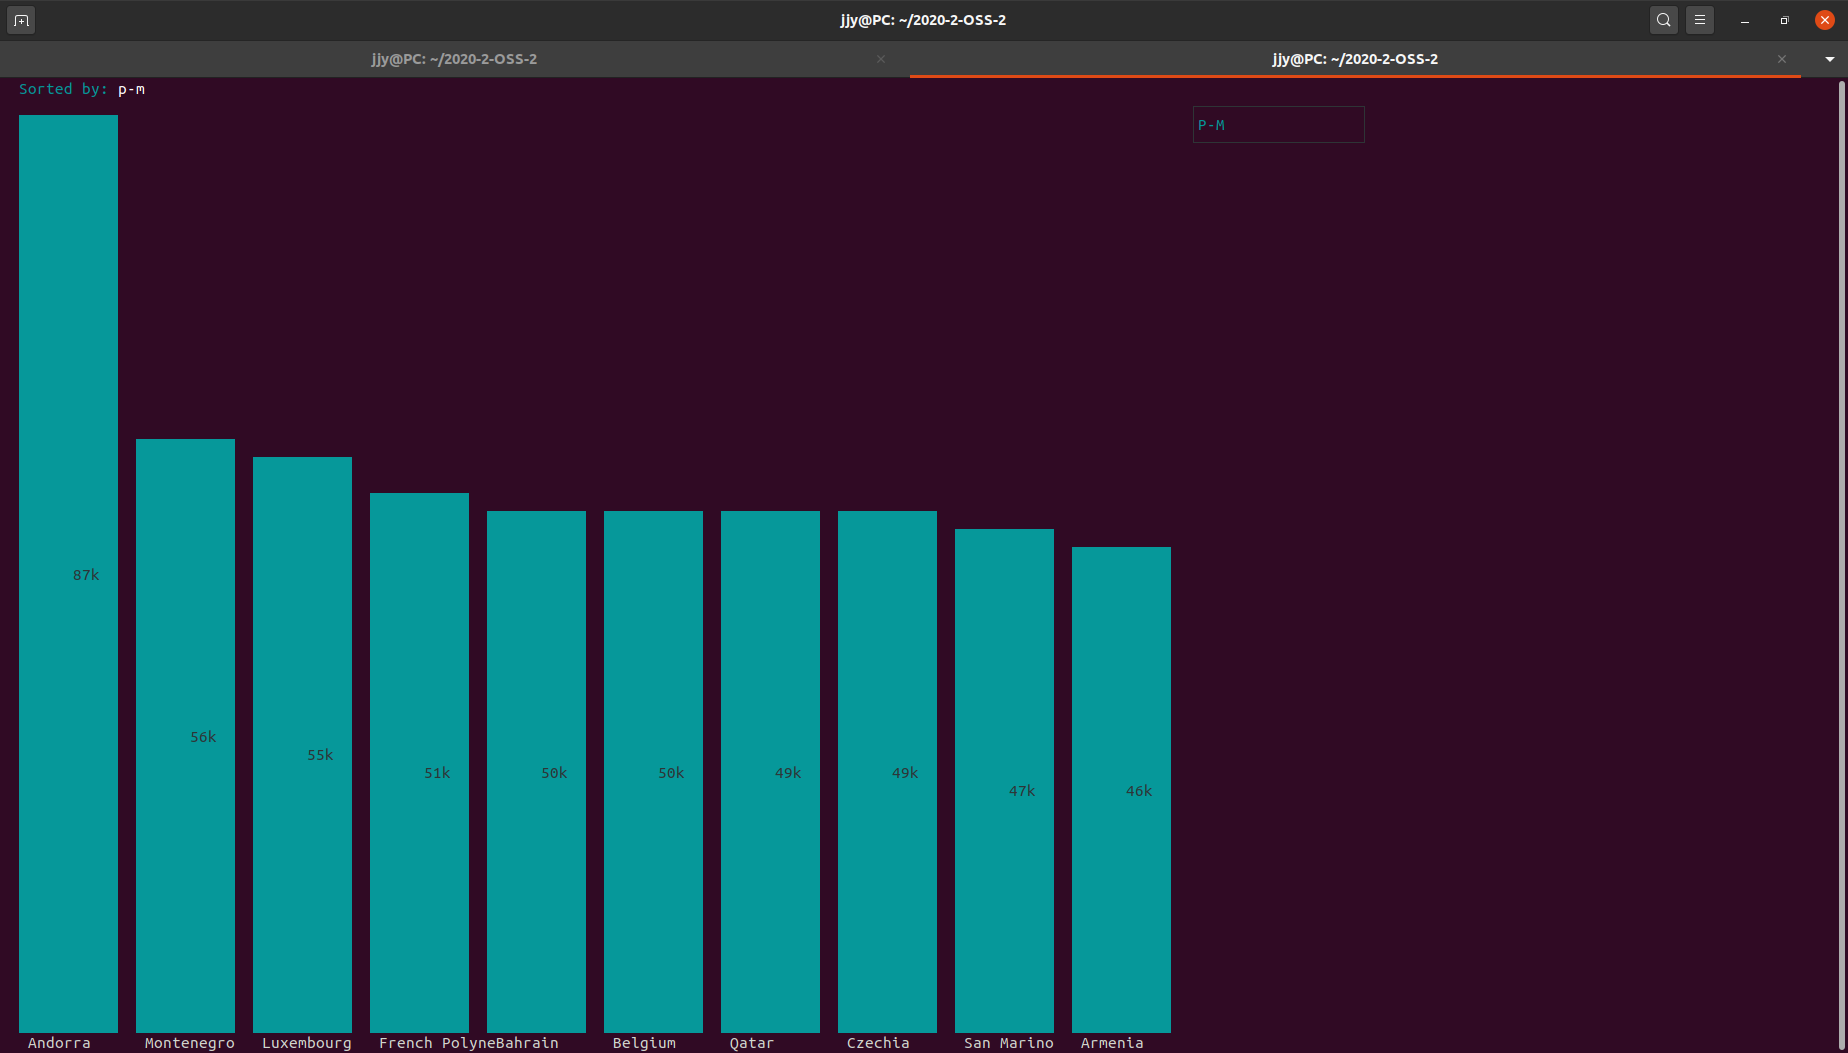 jjy@PC: ~/2020-2-OSS-2
jjy@PC: ~/2020-2-OSS-2 jjy@PC: ~/2020-2-OSS-2
Sorted by: p-m
P-M
87k
56k
55k
51k 50k 50k 49k 49k
47k 46k
Andorra Montenegro Luxembourg French PolyneBahrain Belgium Qatar Czechia San Marino Armenia